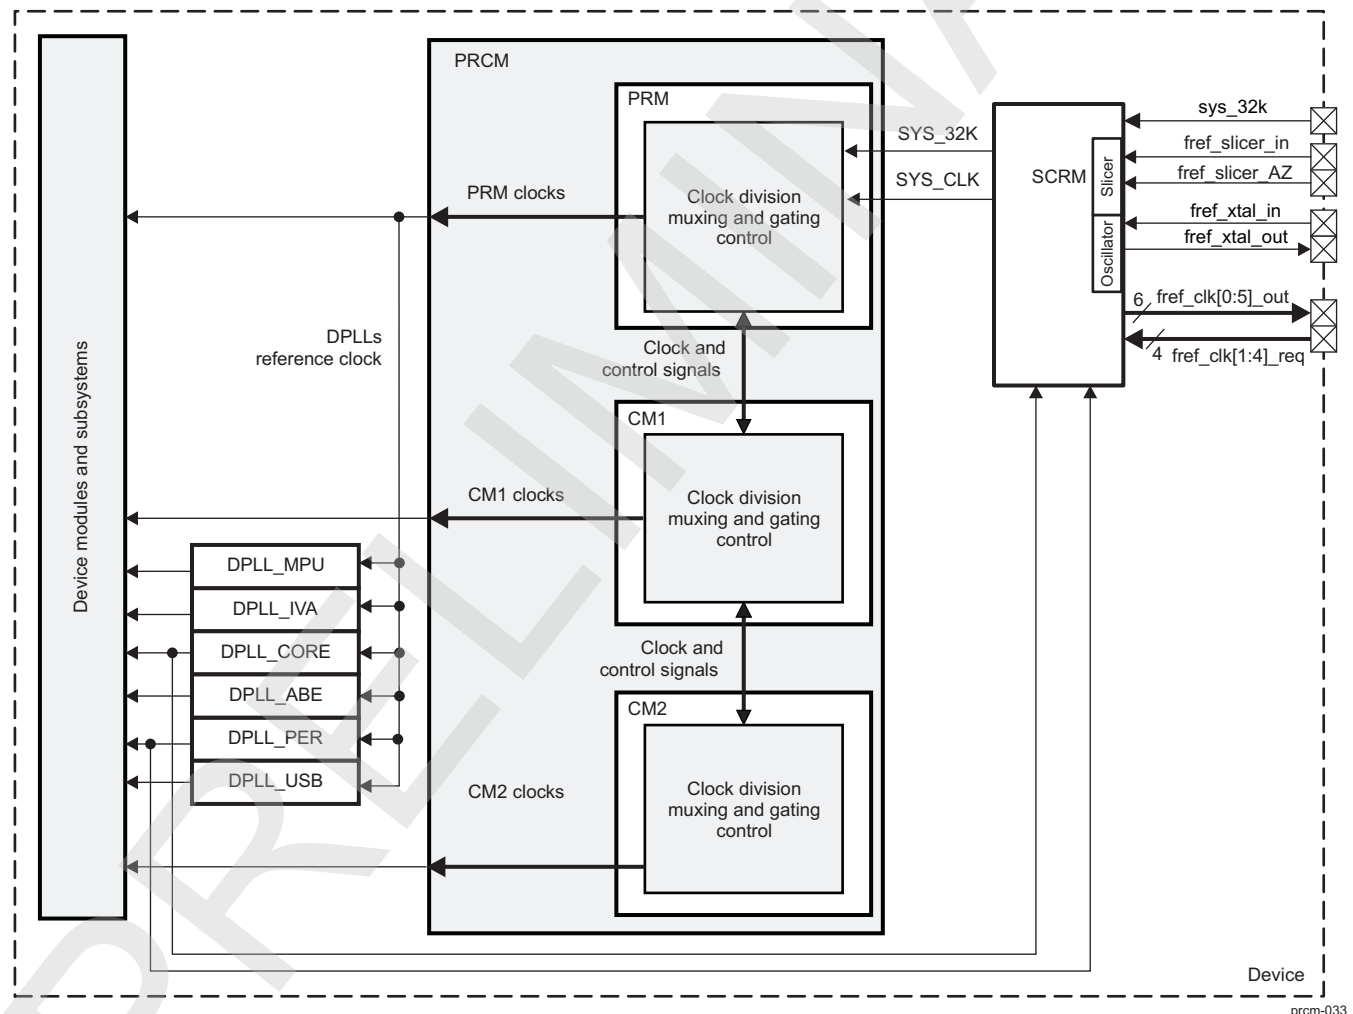 PRCM
PRM
Clock division
muxing and gating
control
SYS_32K
SYS_CLK
SCRM
Slicer
Oscillator
sys_32k
fref_slicer_in
fref_slicer_AZ
fref_xtal_in
fref_xtal_out
6
fref_clk[0:5]_out
4
fref_clk[1:4]_req
PRM clocks
DPLLs
reference clock
Clock and
control signals
Device modules and subsystems
CM1
Clock division
muxing and gating
control
CM1 clocks
DPLL_MPU
DPLL_IVA
DPLL_CORE
DPLL_ABE
DPLL_PER
DPLL_USB
Clock and
control signals
CM2
Clock division
muxing and gating
control
CM2 clocks
Device
prcm-033
PRELIMINA